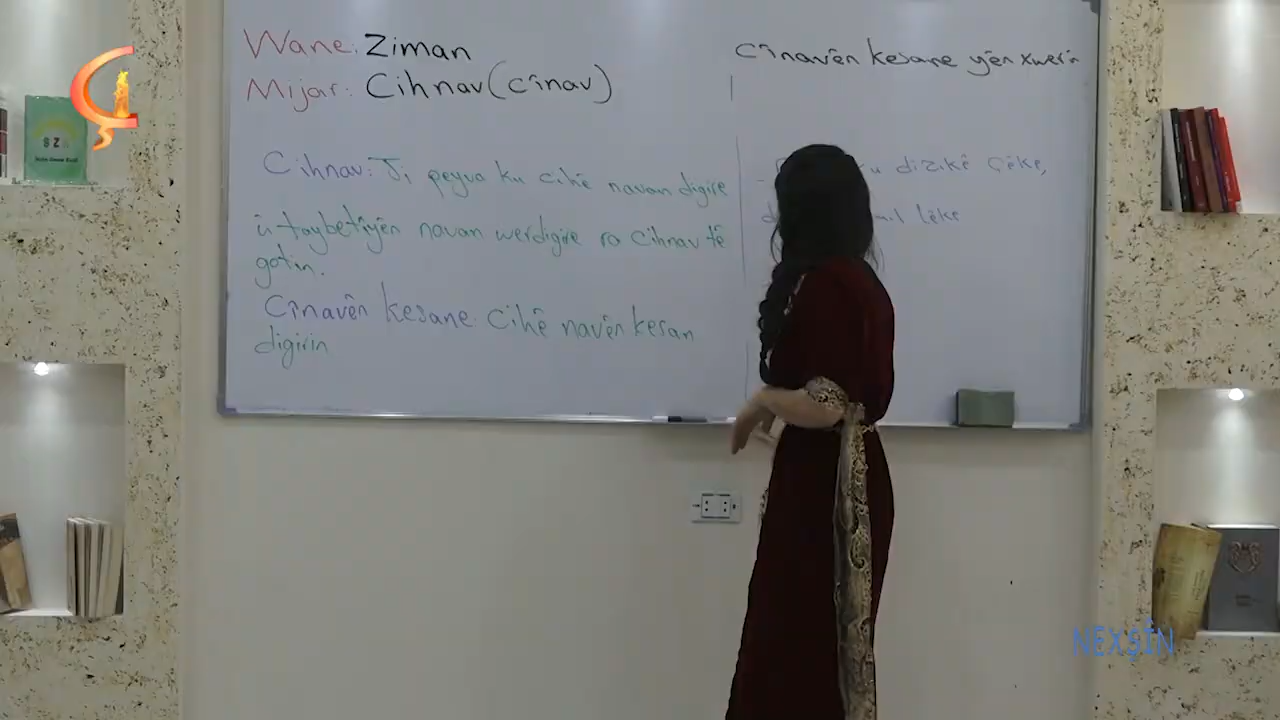 Wane: Ziman
Mijar: Cihnav (cînav)
Cihnav: Ji peyva ku cihê navan digire
û taybetîyên navan werdigire ra Cihnav tê
gotin.
Cînavên kesane: Cihê navên kesan
digirin
Cînavên kesane yên xwerû
dizikê Çêke,
lêke
NEXŞÎN